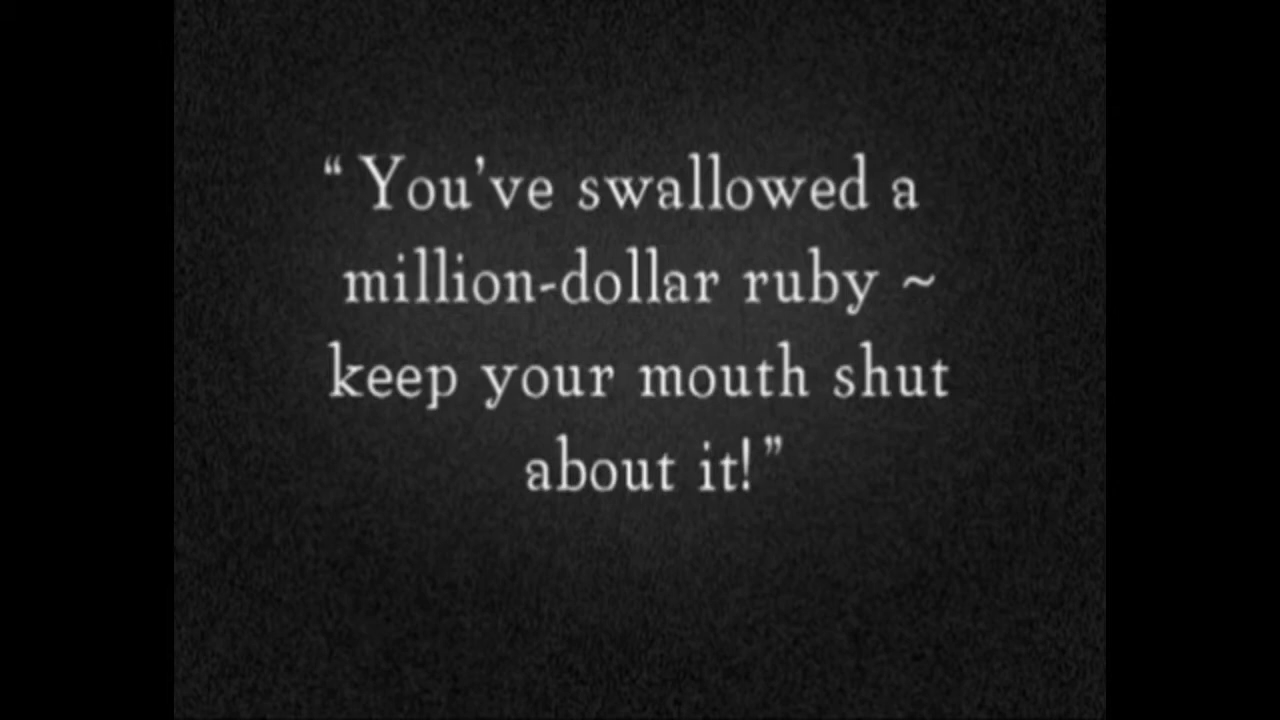 “ You’ve swallowed a
million-dollar ruby ~
keep your mouth shut
about it! ”